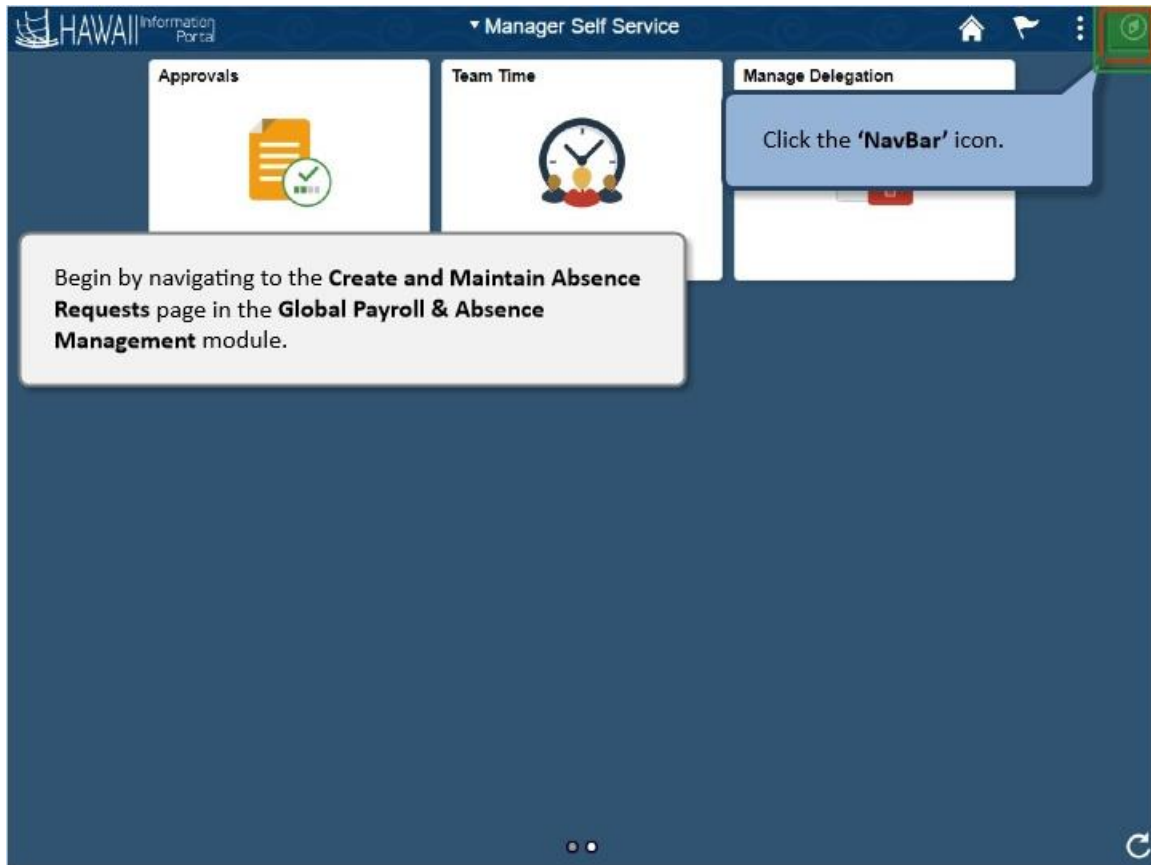 HAWAII Information Portal
▾ Manager Self Service
Approvals
Team Time
Manage Delegation
Click the ‘NavBar’ icon.
Begin by navigating to the Create and Maintain Absence
Requests page in the Global Payroll & Absence
Management module.